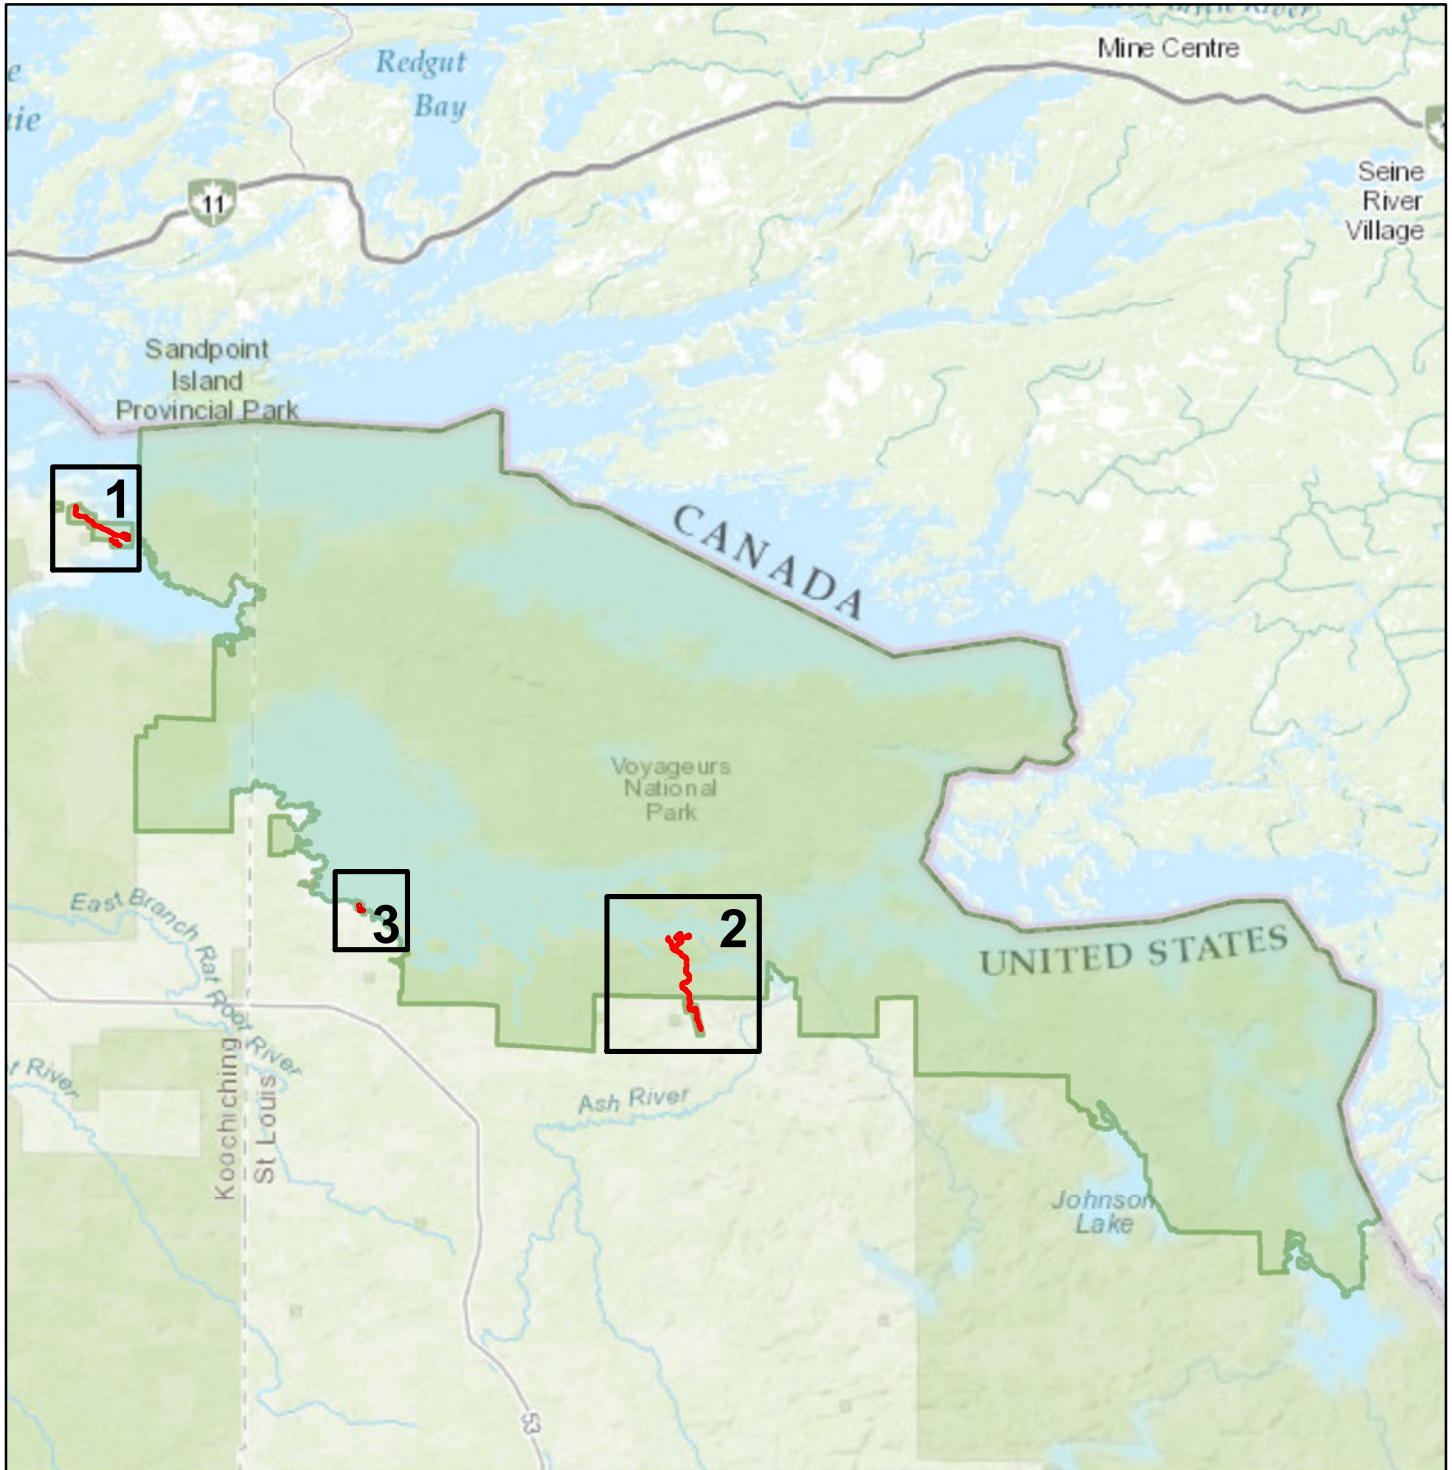 Mine Centre
Redgut
Bay
e
ie
11
Seine
River
Village
Sandpoint
Island
Provincial Park
1
CANADA
Voyageurs
National
Park
East Branch Rat Root River
3
2
UNITED STATES
t River
Koochiching
St Louis
Ash River
Johnson
Lake
53